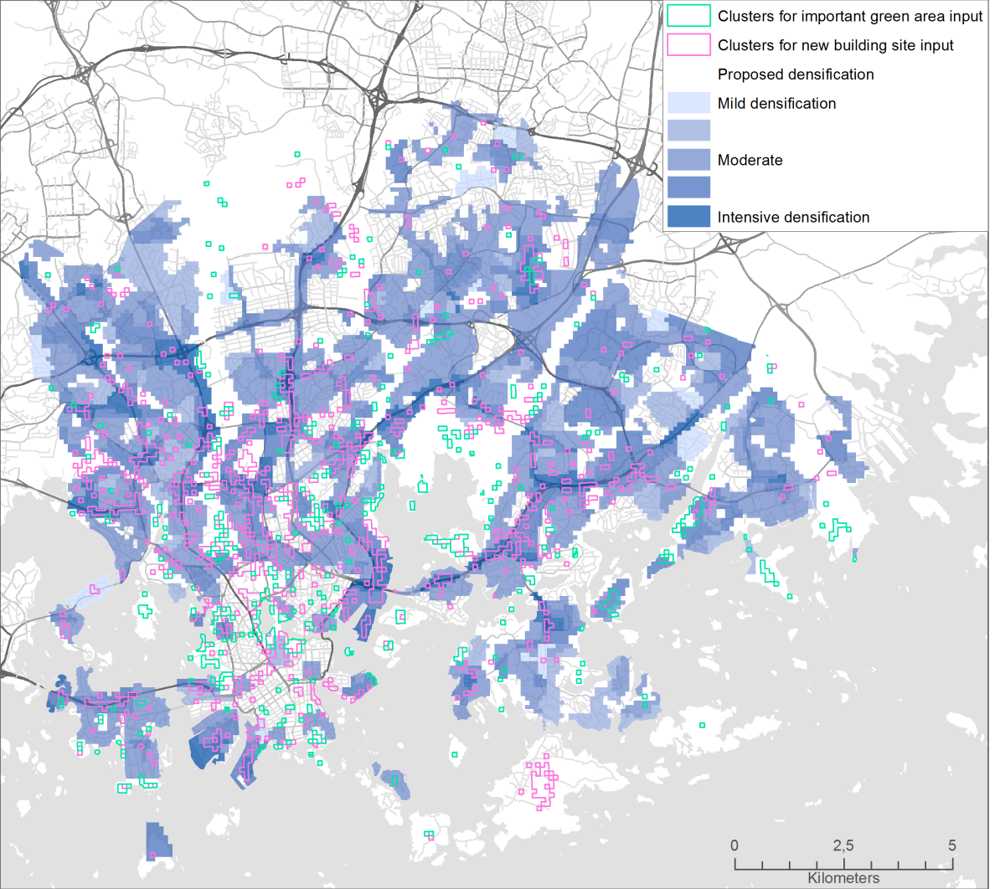 Clusters for important green area input
Clusters for new building site input
Proposed densification
Mild densification
Moderate
Intensive densification
0 2,5 5
Kilometers